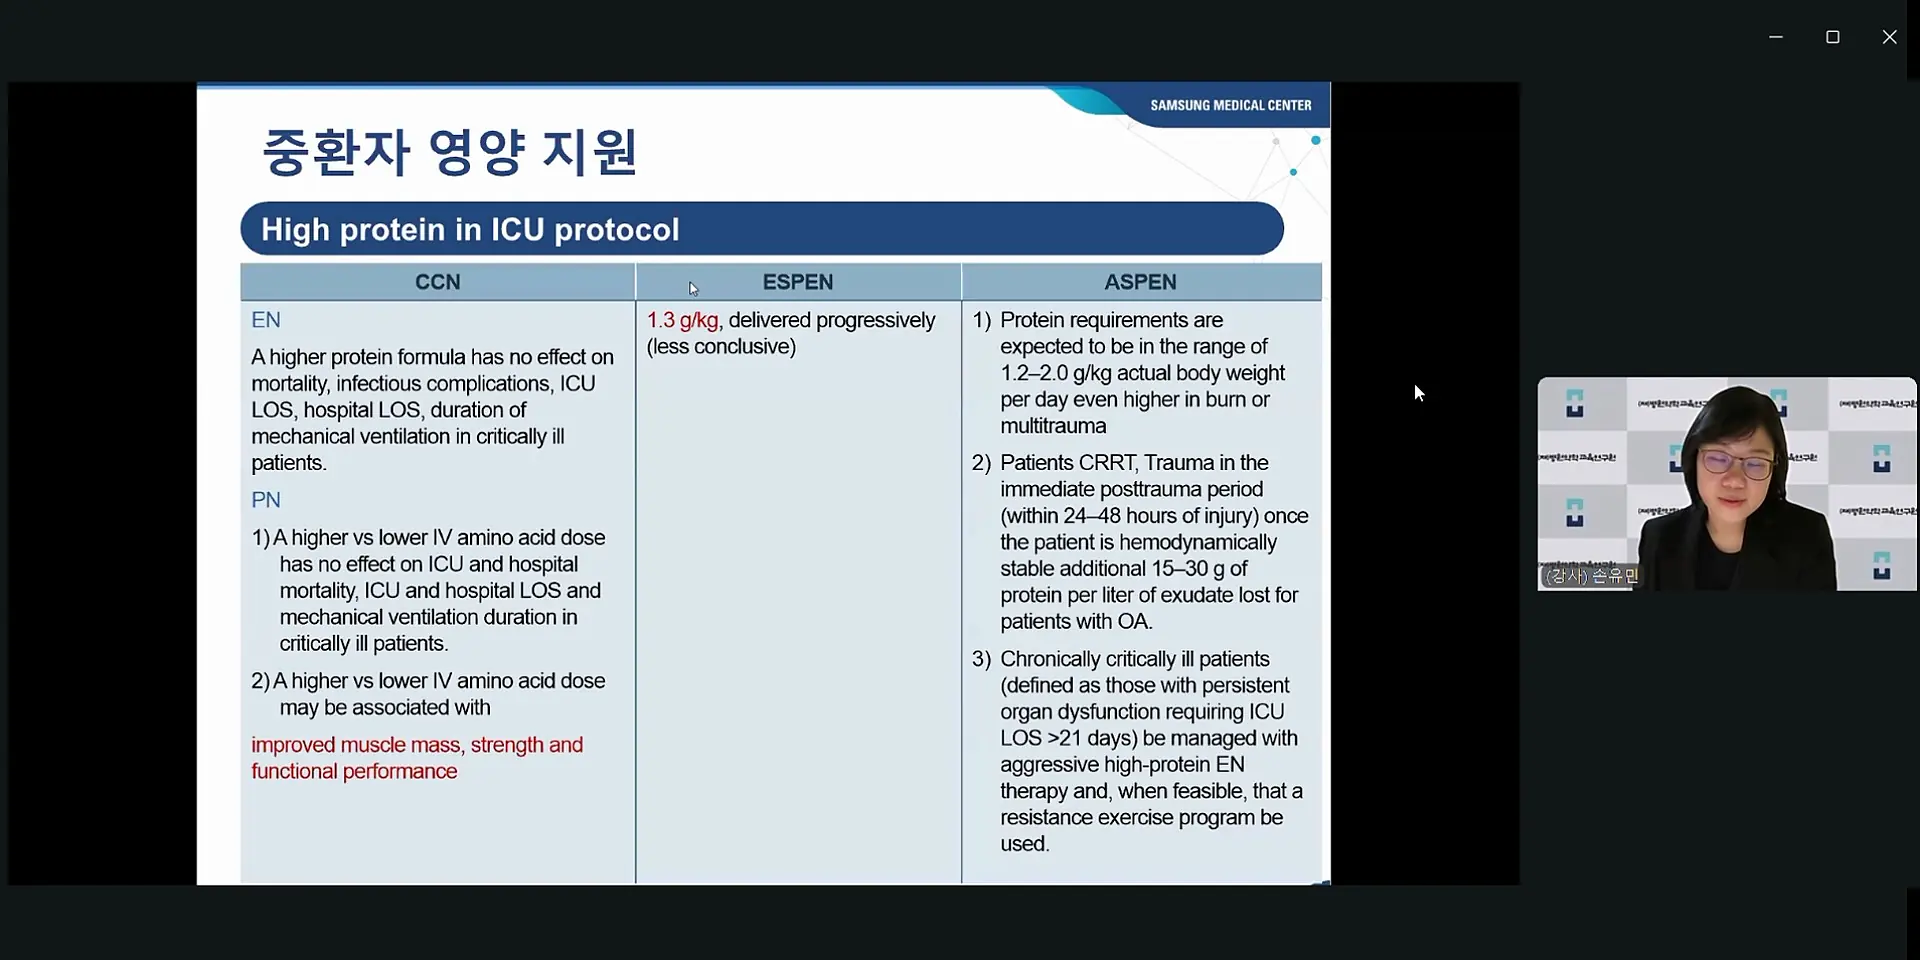 SAMSUNG MEDICAL CENTER
중환자 영양 지원
High protein in ICU protocol
CCN
EN
A higher protein formula has no effect on
mortality, infectious complications, ICU
LOS, hospital LOS, duration of
mechanical ventilation in critically ill
patients.
PN
1) A higher vs lower IV amino acid dose
has no effect on ICU and hospital
mortality, ICU and hospital LOS and
mechanical ventilation duration in
critically ill patients.
2) A higher vs lower IV amino acid dose
may be associated with
improved muscle mass, strength and
functional performance
ESPEN
1.3 g/kg, delivered progressively
(less conclusive)
ASPEN
1) Protein requirements are
expected to be in the range of
1.2–2.0 g/kg actual body weight
per day even higher in burn or
multitrauma
2) Patients CRRT, Trauma in the
immediate posttrauma period
(within 24–48 hours of injury) once
the patient is hemodynamically
stable additional 15–30 g of
protein per liter of exudate lost for
patients with OA.
3) Chronically critically ill patients
(defined as those with persistent
organ dysfunction requiring ICU
LOS >21 days) be managed with
aggressive high-protein EN
therapy and, when feasible, that a
resistance exercise program be
used.
(강사) 손유민